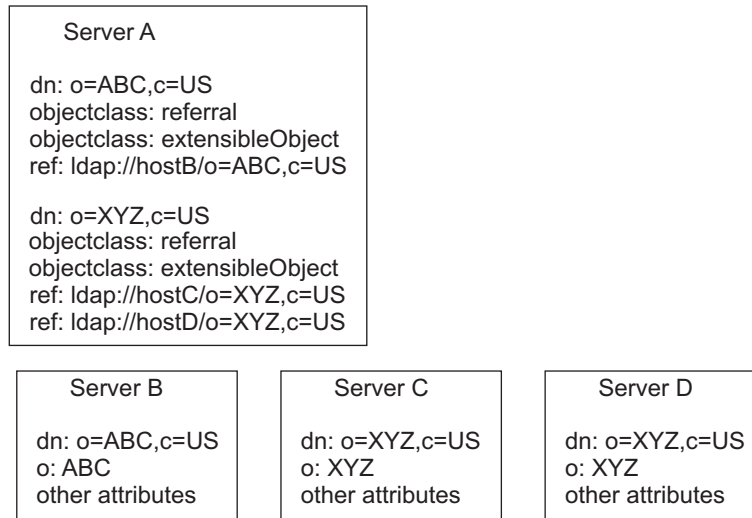 Server A
dn: o=ABC,c=US
objectclass: referral
objectclass: extensibleObject
ref: ldap://hostB/o=ABC,c=US
dn: o=XYZ,c=US
objectclass: referral
objectclass: extensibleObject
ref: ldap://hostC/o=XYZ,c=US
ref: ldap://hostD/o=XYZ,c=US
Server B
dn: o=ABC,c=US
o: ABC
other attributes
Server C
dn: o=XYZ,c=US
o: XYZ
other attributes
Server D
dn: o=XYZ,c=US
o: XYZ
other attributes